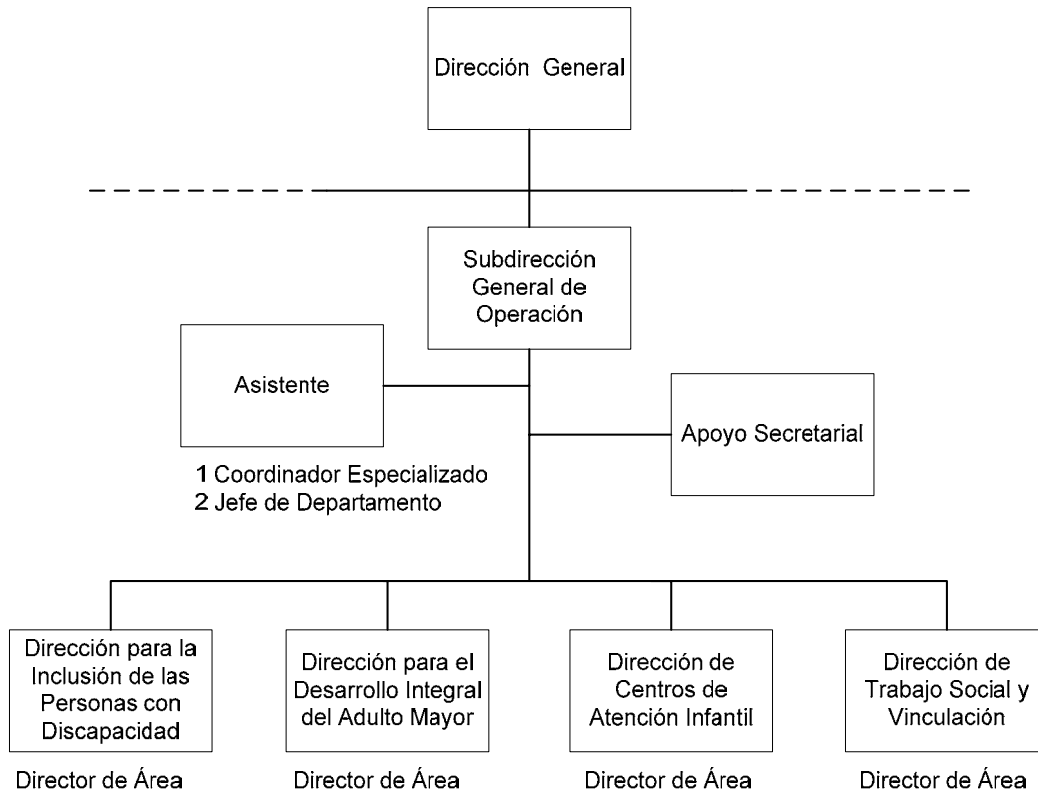 Dirección General
Subdirección
General de
Operación
Asistente
Apoyo Secretarial
1 Coordinador Especializado
2 Jefe de Departamento
Dirección para la
Inclusión de las
Personas con
Discapacidad
Director de Área
Dirección para el
Desarrollo Integral
del Adulto Mayor
Director de Área
Dirección de
Centros de
Atención Infantil
Director de Área
Dirección de
Trabajo Social y
Vinculación
Director de Área